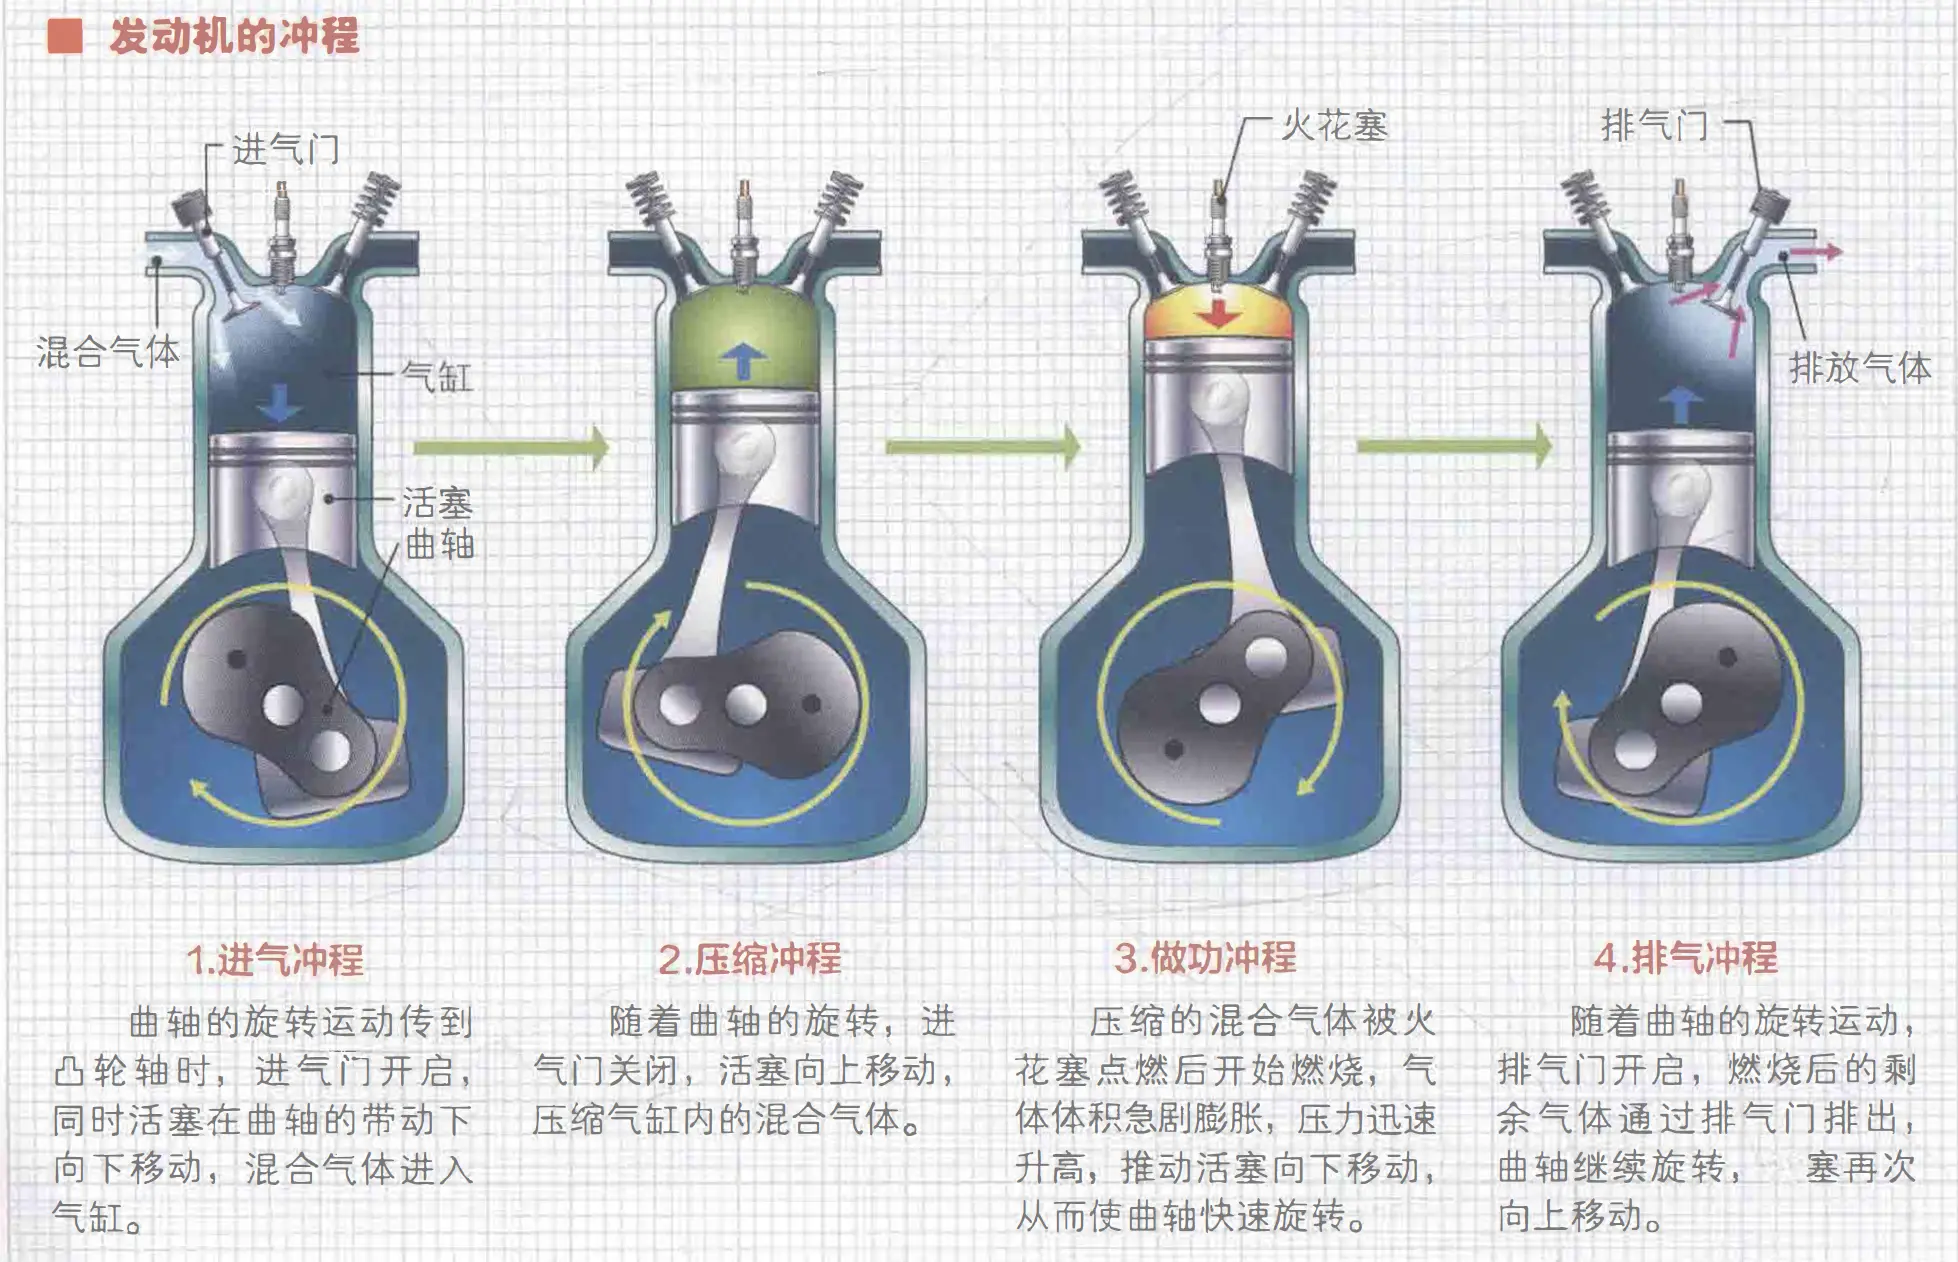 发动机的冲程
进气门
火花塞
排气门
混合气体
气缸
排放气体
活塞
曲轴
1.进气冲程
曲轴的旋转运动传到
凸轮轴时，进气门开启，
同时活塞在曲轴的带动下
向下移动，混合气体进入
气缸。
2.压缩冲程
随着曲轴的旋转，进
气门关闭，活塞向上移动，
压缩气缸内的混合气体。
3.做功冲程
压缩的混合气体被火
花塞点燃后开始燃烧，气
体体积急剧膨胀，压力迅速
升高，推动活塞向下移动，
从而使曲轴快速旋转。
4.排气冲程
随着曲轴的旋转运动，
排气门开启，燃烧后的剩
余气体通过排气门排出，
曲轴继续旋转， 塞再次
向上移动。